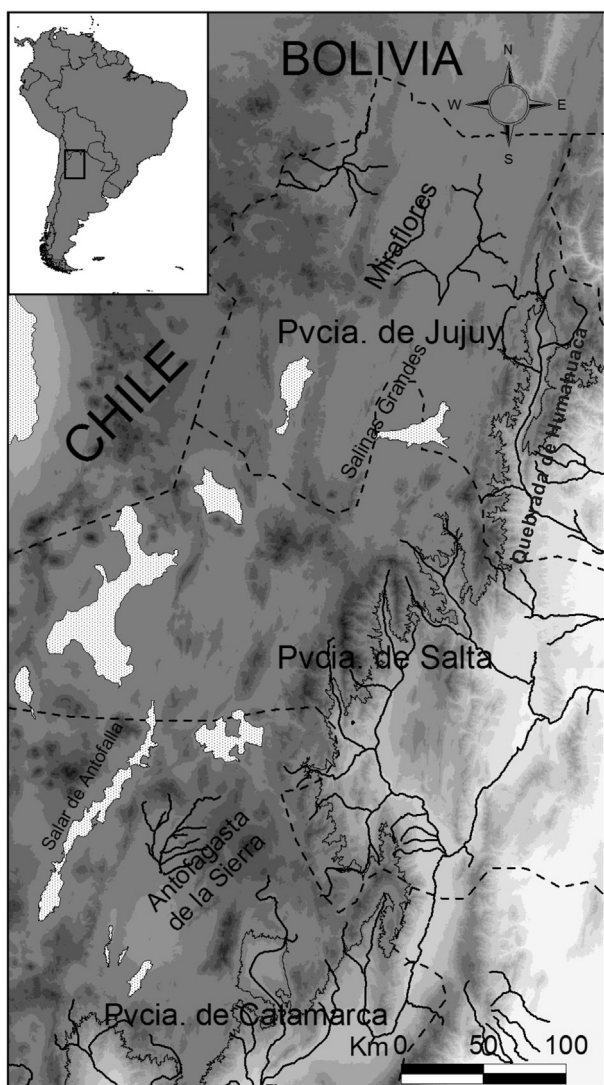 BOLIVIA
N
W
E
S
Miraflores
Pvcia. de Jujuy
CHILE
Salinas Grandes
Quebrada de Humahuaca
Pvcia. de Salta
Salar de Antofalla
Antofagasta
de la Sierra
Pvcia. de Catamarca
Km 0 50 100